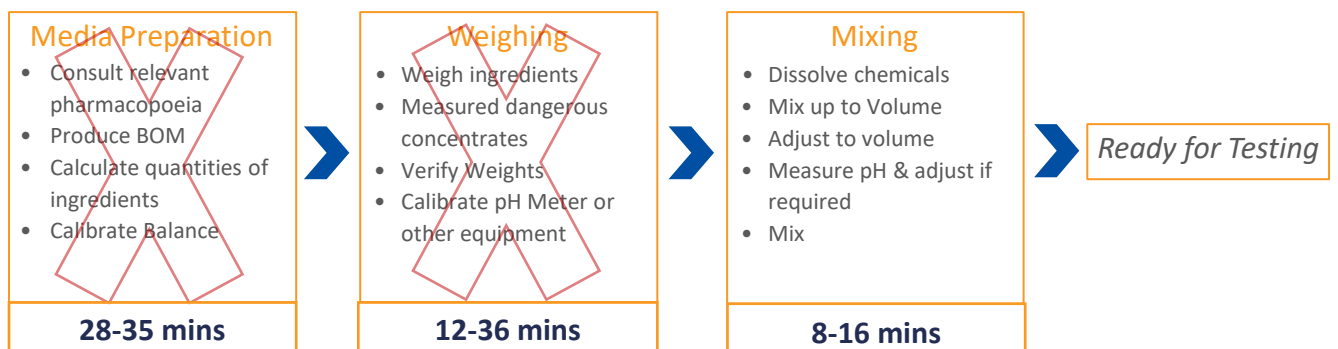 Media Preparation
• Consult relevant
pharmacopoeia
• Produce BOM
• Calculate quantities of
ingredients
• Calibrate Balance
28-35 mins
Weighing
• Weigh ingredients
• Measured dangerous
concentrates
• Verify Weights
• Calibrate pH Meter or
other equipment
12-36 mins
Mixing
• Dissolve chemicals
• Mix up to Volume
• Adjust to volume
• Measure pH & adjust if
required
• Mix
8-16 mins
Ready for Testing